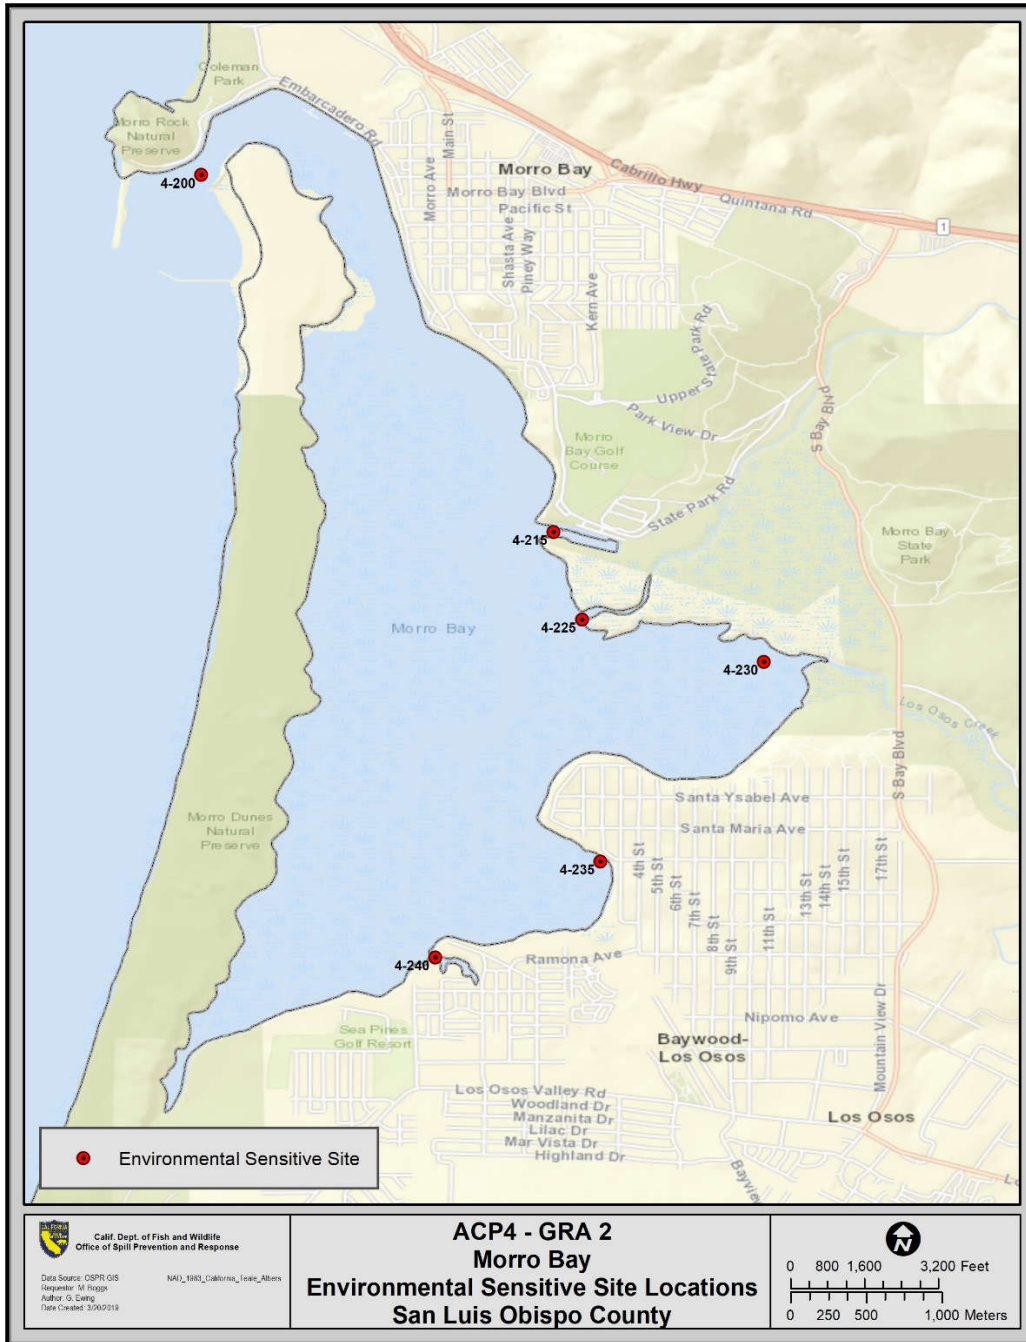 Coleman
Park
Morro Rock
Natural
Preserve
4-200
Embarcadero Rd
Morro Ave
Main St
Morro Bay
Cabrillo Hwy
Morro Bay Blvd
Pacific St
Quintana Rd
1
Shasta Ave
Piney Way
Kern Ave
Upper State Park Rd
Park View Dr
S Bay Blvd
Morro
Bay Golf
Course
State Park Rd
4-215
Morro Bay
State
Park
4-225
Morro Bay
4-230
Los Osos Creek
S Bay Blvd
Santa Ysabel Ave
Santa Maria Ave
Morro Dunes
Natural
Preserve
4-235
4th St
5th St
6th St
7th St
8th St
9th St
11th St
13th St
14th St
15th St
17th St
4-240
Ramona Ave
Nipomo Ave
Mountain View Dr
Sea Pines
Golf Resort
Baywood-
Los Osos
Los Osos Valley Rd
Woodland Dr
Manzanita Dr
Lilac Dr
Mar Vista Dr
Highland Dr
Los Osos
Environmental Sensitive Site
CALIFORNIA
Calif. Dept. of Fish and Wildlife
Office of Spill Prevention and Response
Data Source: OSPR GIS
NAD_1983_California_Teale_Albers
Requestor: M Boggs
Author: G. Ewing
Date Created: 3/20/2019
ACP4 - GRA 2
Morro Bay
Environmental Sensitive Site Locations
San Luis Obispo County
N
0 800 1,600 3,200 Feet
0 250 500 1,000 Meters